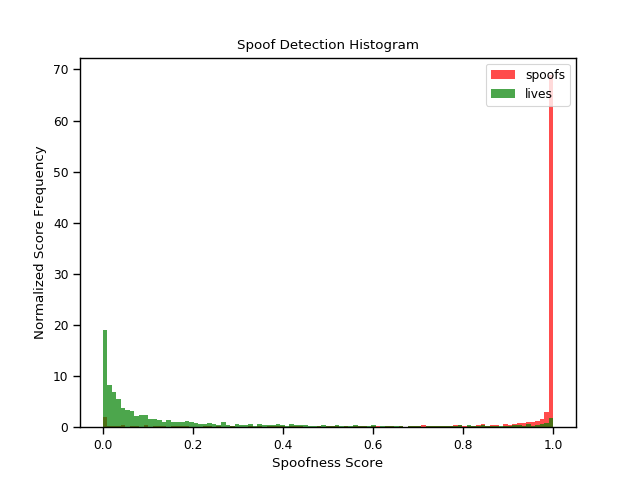 Spoof Detection Histogram
spoofs
lives
Normalized Score Frequency
70
60
50
40
30
20
10
0
0.0 0.2 0.4 0.6 0.8 1.0
Spoofness Score